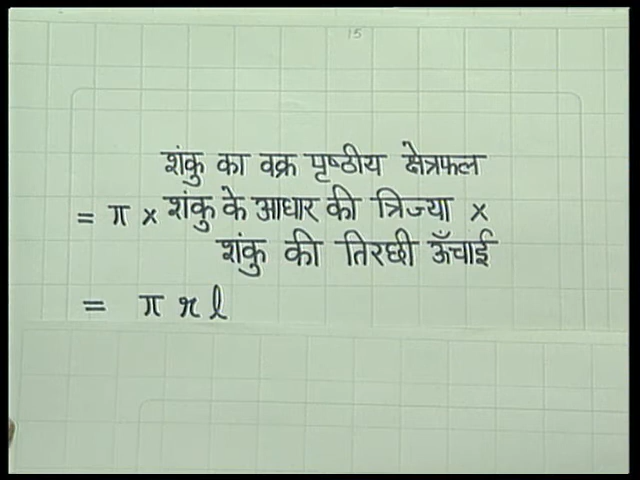 15
शंकु का वक्र पृष्ठीय क्षेत्रफल
= π × शंकु के आधार की त्रिज्या ×
शंकु की तिरछी ऊँचाई
= π r l